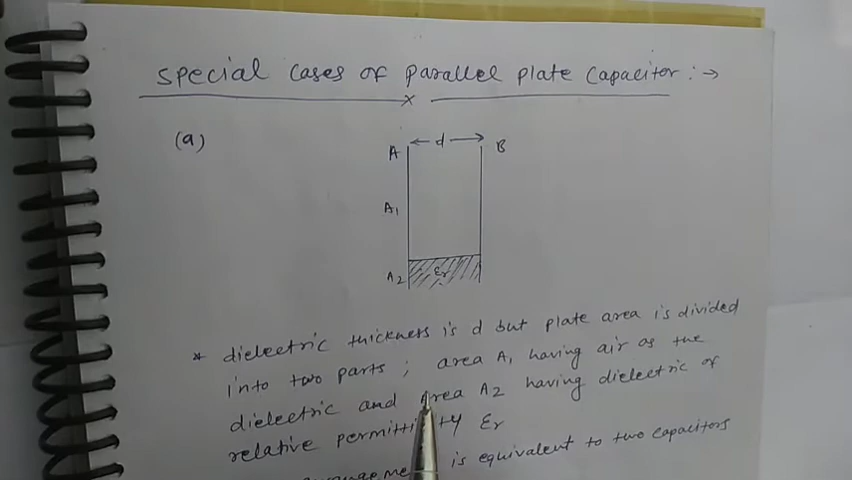 Special Cases of parallel plate Capacitor : →
(a)
A ← d → B
A1
A2 Er
* dielectric thickness is d but plate area is divided
into two parts ; area A1 having air as the
dielectric and Area A2 having dielectric of
relative permittivity Er
is equivalent to two capacitors